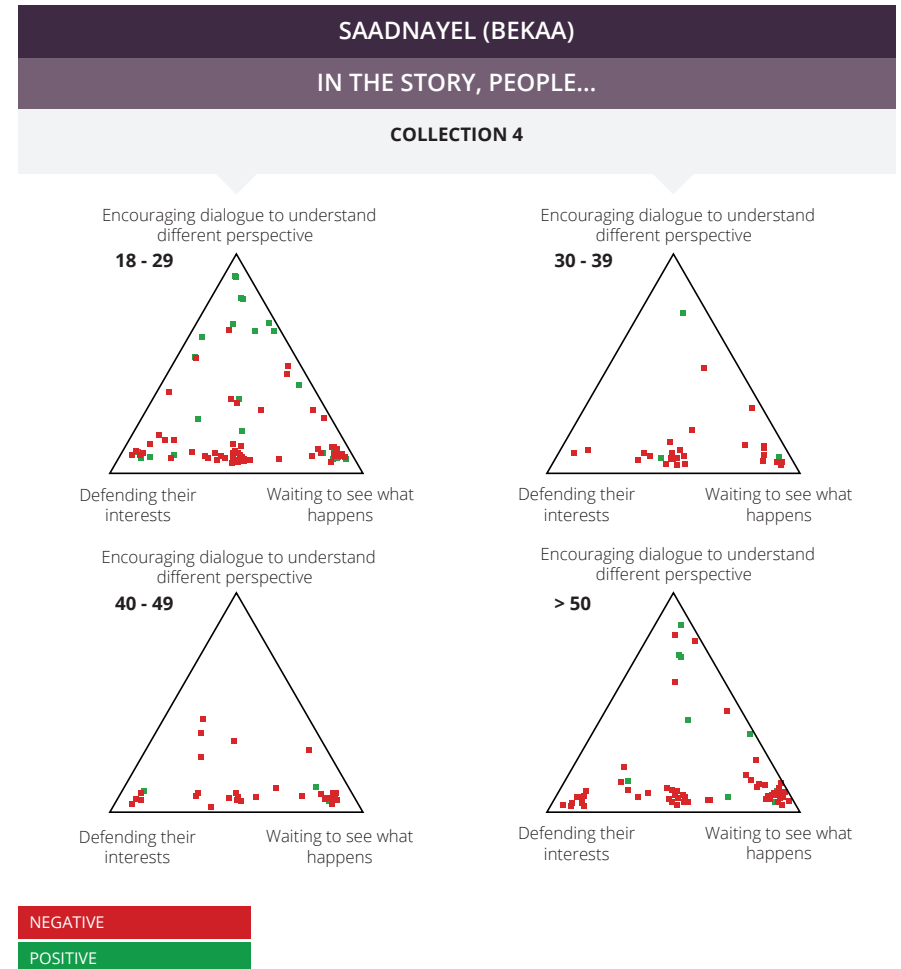 SAADNAYEL (BEKAA)
IN THE STORY, PEOPLE...
COLLECTION 4
Encouraging dialogue to understand
different perspective
18 - 29
Defending their
interests
Waiting to see what
happens
Encouraging dialogue to understand
different perspective
30 - 39
Defending their
interests
Waiting to see what
happens
Encouraging dialogue to understand
different perspective
40 - 49
Defending their
interests
Waiting to see what
happens
Encouraging dialogue to understand
different perspective
> 50
Defending their
interests
Waiting to see what
happens
NEGATIVE
POSITIVE